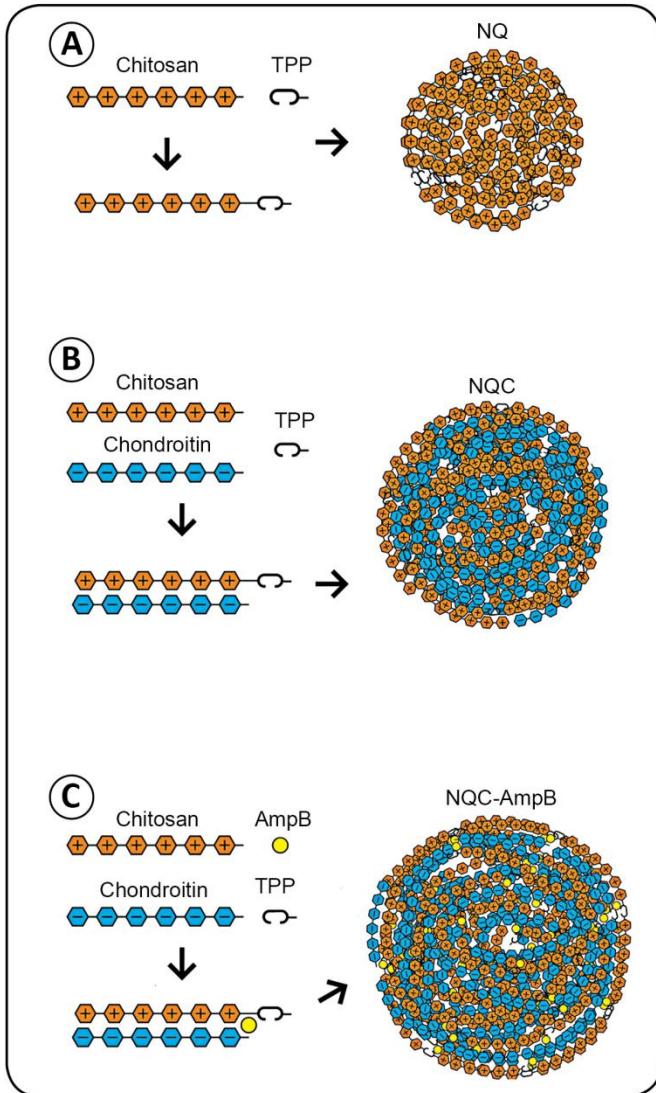 A
Chitosan TPP
NQ
B
Chitosan
TPP
Chondroitin
NQC
C
Chitosan AmpB
Chondroitin TPP
NQC-AmpB